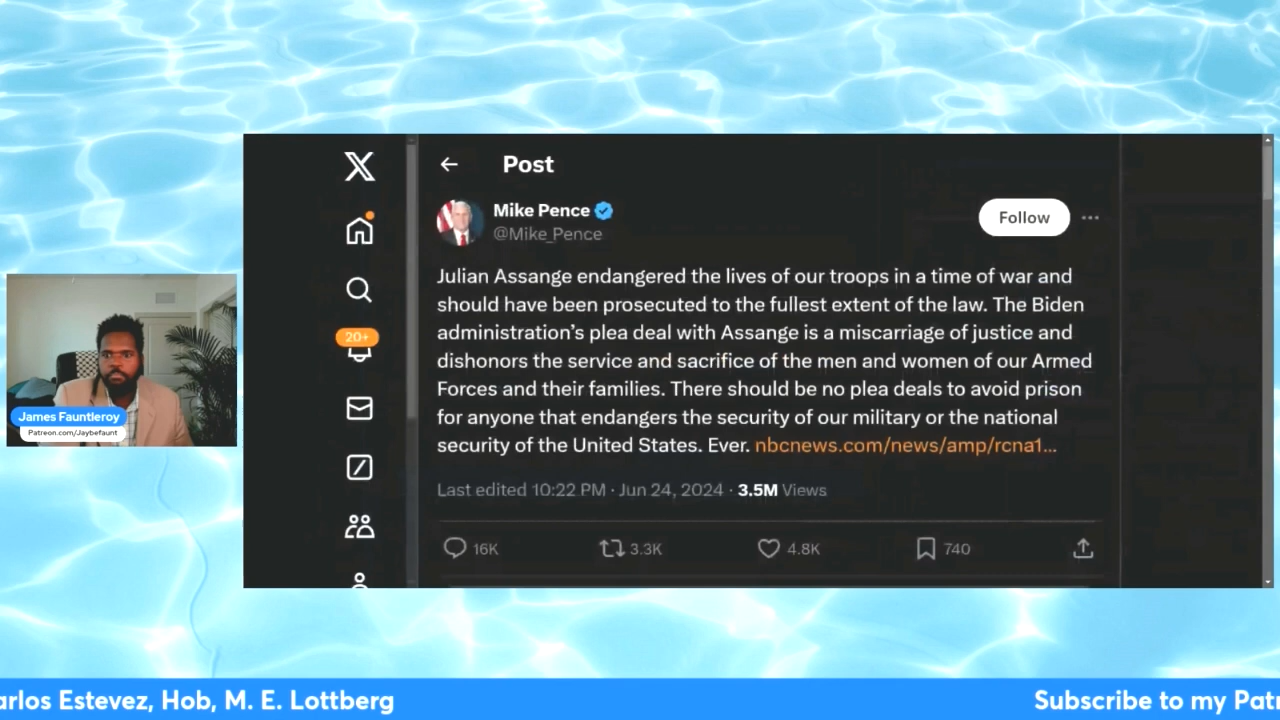 Post
Mike Pence
@Mike_Pence
Follow
Julian Assange endangered the lives of our troops in a time of war and
should have been prosecuted to the fullest extent of the law. The Biden
administration’s plea deal with Assange is a miscarriage of justice and
dishonors the service and sacrifice of the men and women of our Armed
Forces and their families. There should be no plea deals to avoid prison
for anyone that endangers the security of our military or the national
security of the United States. Ever. nbcnews.com/news/amp/rcna1...
Last edited 10:22 PM · Jun 24, 2024 · 3.5M Views
16K 3.3K 4.8K 740
20+
James Fauntleroy
Patreon.com/Jaybefaunt
arlos Estevez, Hob, M. E. Lottberg
Subscribe to my Patr